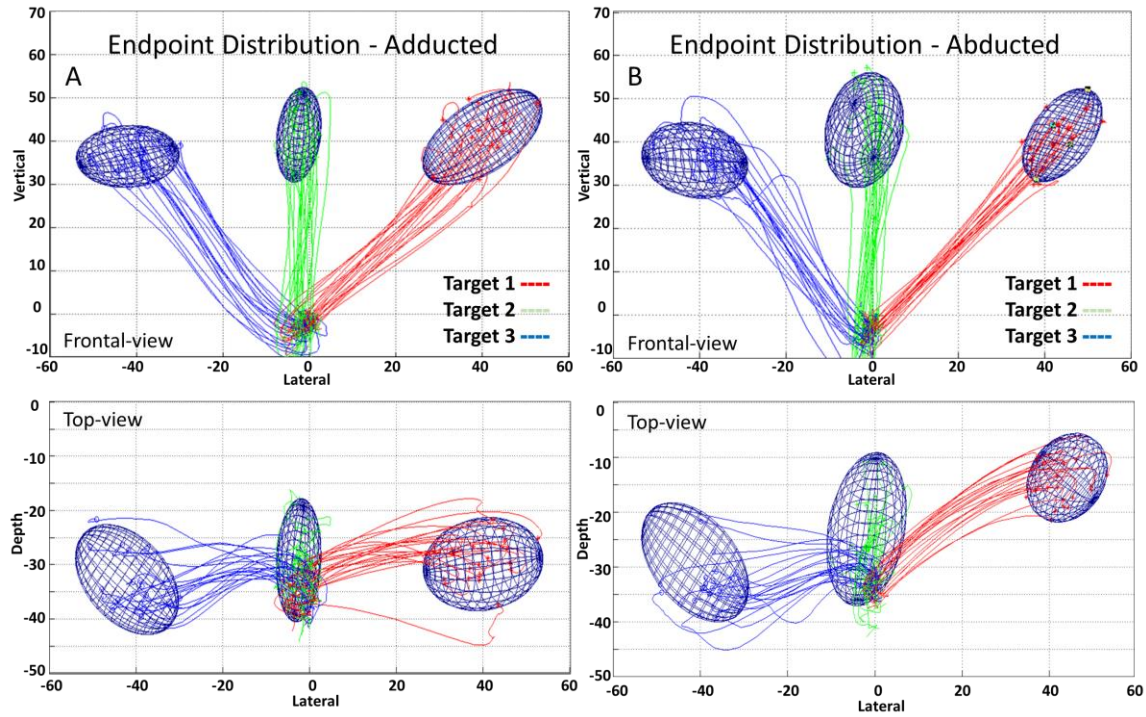 Endpoint Distribution - Adducted
A
70
60
50
40
30
20
10
0
-10
Vertical
Target 1
Target 2
Target 3
Frontal-view
-60
-40
-20
0
20
40
60
Lateral
Endpoint Distribution - Abducted
B
70
60
50
40
30
20
10
0
-10
Vertical
Target 1
Target 2
Target 3
Frontal-view
-60
-40
-20
0
20
40
60
Lateral
Top-view
0
-10
-20
-30
-40
-50
Depth
-60
-40
-20
0
20
40
60
Lateral
Top-view
0
-10
-20
-30
-40
-50
Depth
-60
-40
-20
0
20
40
60
Lateral